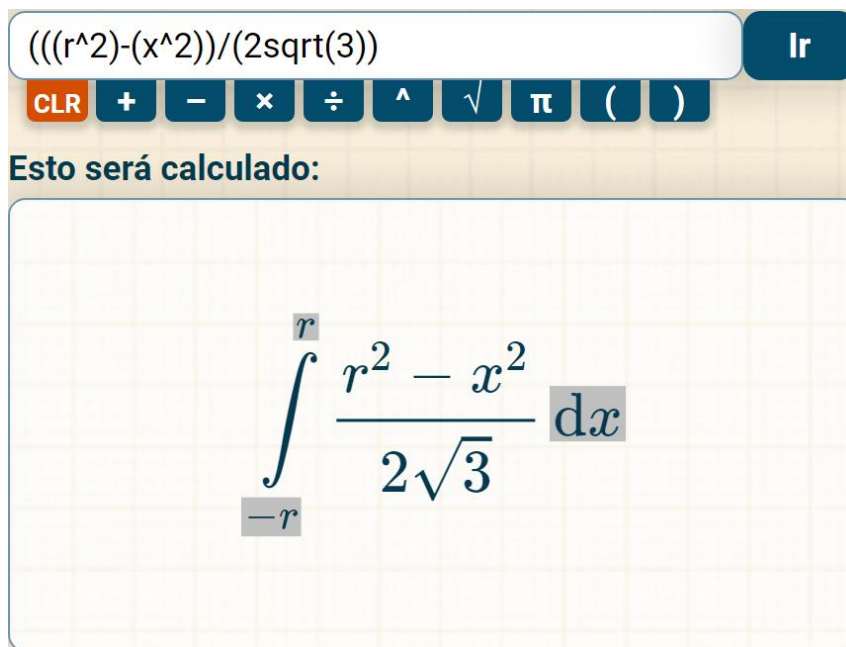 (((r^2)-(x^2))/(2sqrt(3))
Ir
CLR + − × ÷ ^ √ π ( )
Esto será calculado:
r
∫ r² − x² dx
2√3
−r